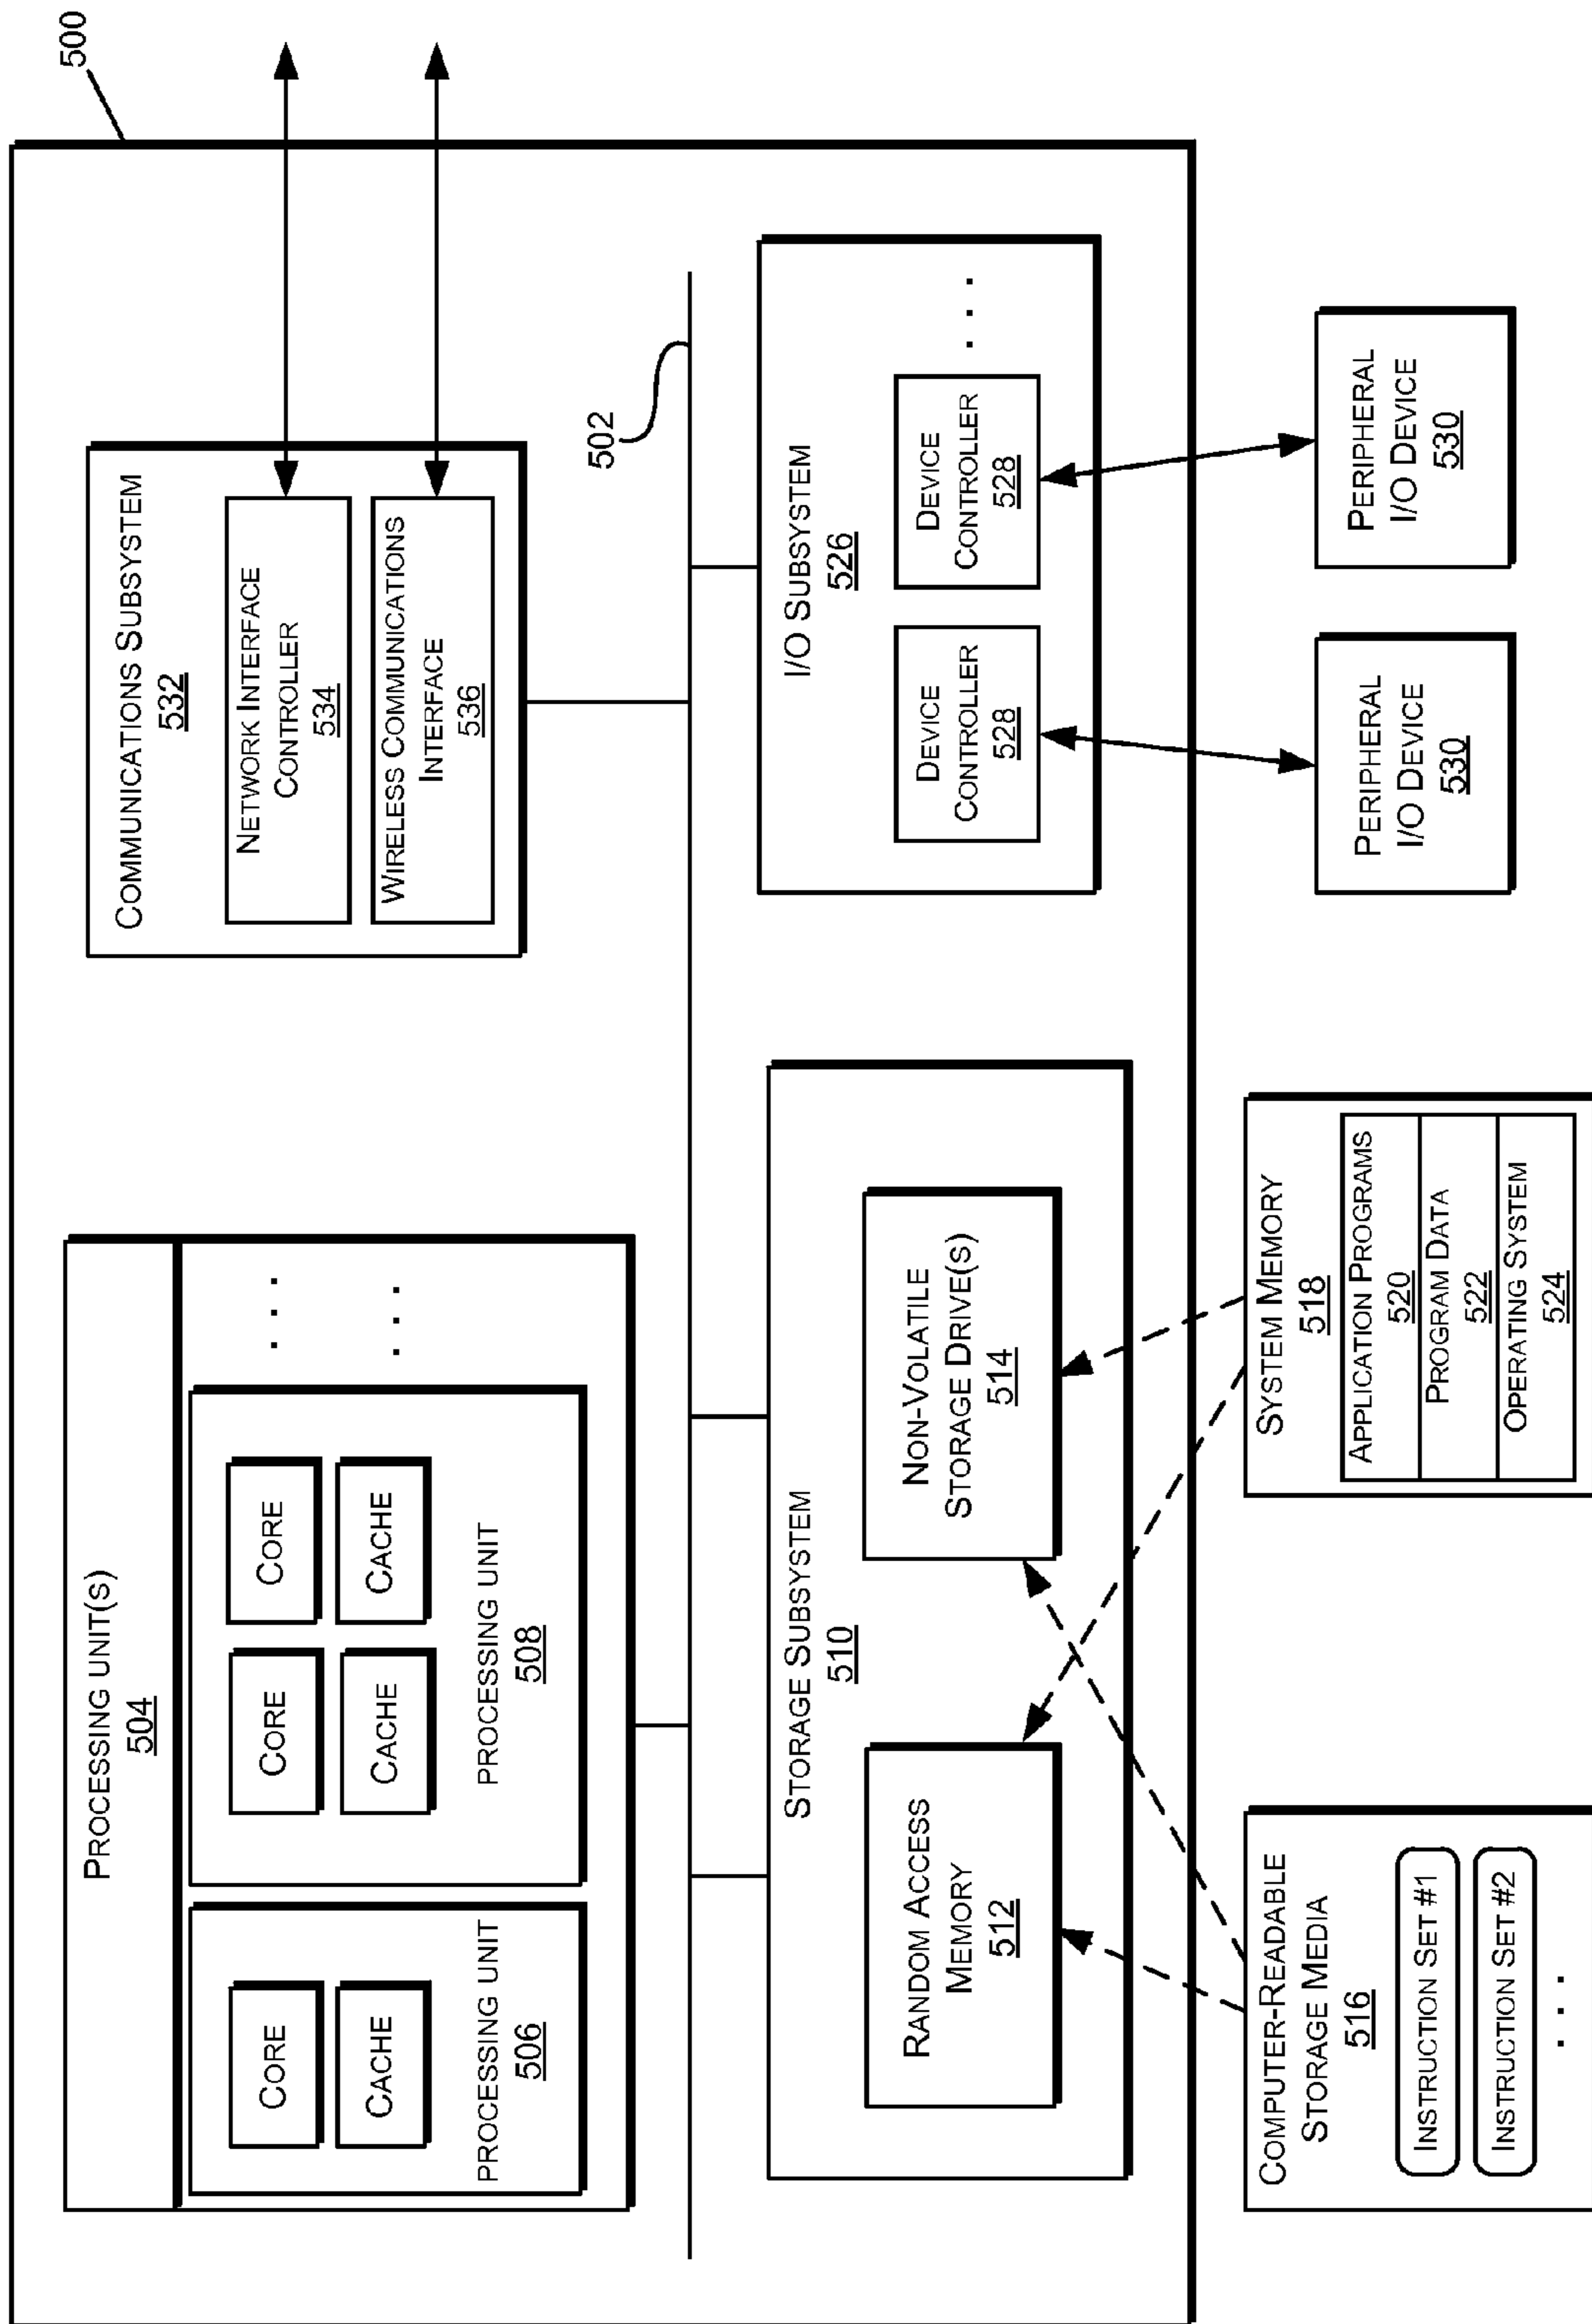 500
PROCESSING UNIT(S)
504
CORE
CACHE
PROCESSING UNIT
506
CORE
CORE
CACHE
CACHE
PROCESSING UNIT
508
. . .
. . .
COMMUNICATIONS SUBSYSTEM
532
NETWORK INTERFACE
CONTROLLER
534
WIRELESS COMMUNICATIONS
INTERFACE
536
502
STORAGE SUBSYSTEM
510
RANDOM ACCESS
MEMORY
512
NON-VOLATILE
STORAGE DRIVE(S)
514
I/O SUBSYSTEM
526
DEVICE
CONTROLLER
528
DEVICE
CONTROLLER
528
. . .
COMPUTER-READABLE
STORAGE MEDIA
516
INSTRUCTION SET #1
INSTRUCTION SET #2
. . .
SYSTEM MEMORY
518
APPLICATION PROGRAMS
520
PROGRAM DATA
522
OPERATING SYSTEM
524
PERIPHERAL
I/O DEVICE
530
PERIPHERAL
I/O DEVICE
530